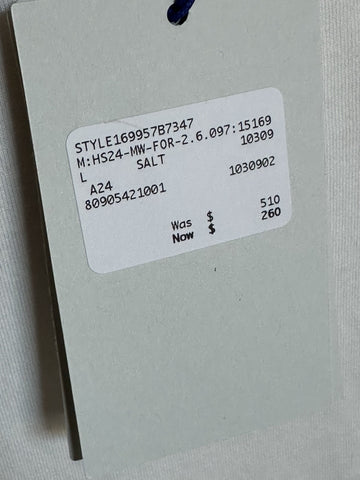 STYLE169957B7347
M:HS24-MW-FOR-2.6.097:15169
L SALT 10309
A24 1030902
80905421001
Was $ 510
Now $ 260